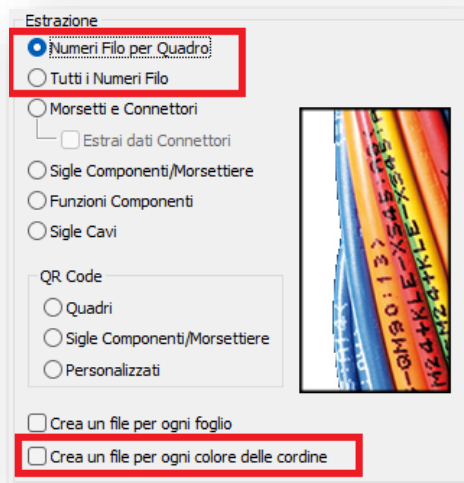 Estrazione
Numeri Filo per Quadro
Tutti i Numeri Filo
Morsetti e Connettori
Estrai dati Connettori
Sigle Componenti/Morsettiere
Funzioni Componenti
Sigle Cavi
QR Code
Quadri
Sigle Componenti/Morsettiere
Personalizzati
Crea un file per ogni foglio
Crea un file per ogni colore delle cordine